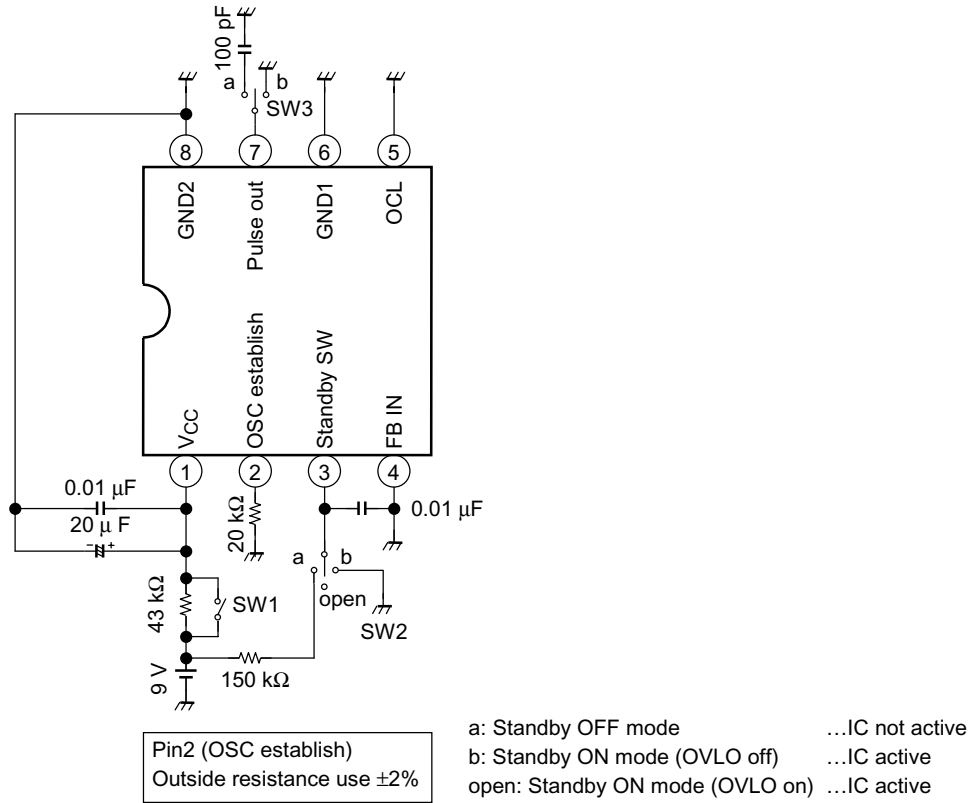 100 pF
a b
SW3
8 7 6 5
GND2 Pulse out GND1 OCL
VCC OSC establish Standby SW FB IN
1 2 3 4
0.01 μF
20 μ F
− +
20 kΩ
0.01 μF
a b
open
SW2
43 kΩ
SW1
9 V
150 kΩ
Pin2 (OSC establish)
Outside resistance use ±2%
a: Standby OFF mode …IC not active
b: Standby ON mode (OVLO off) …IC active
open: Standby ON mode (OVLO on) …IC active